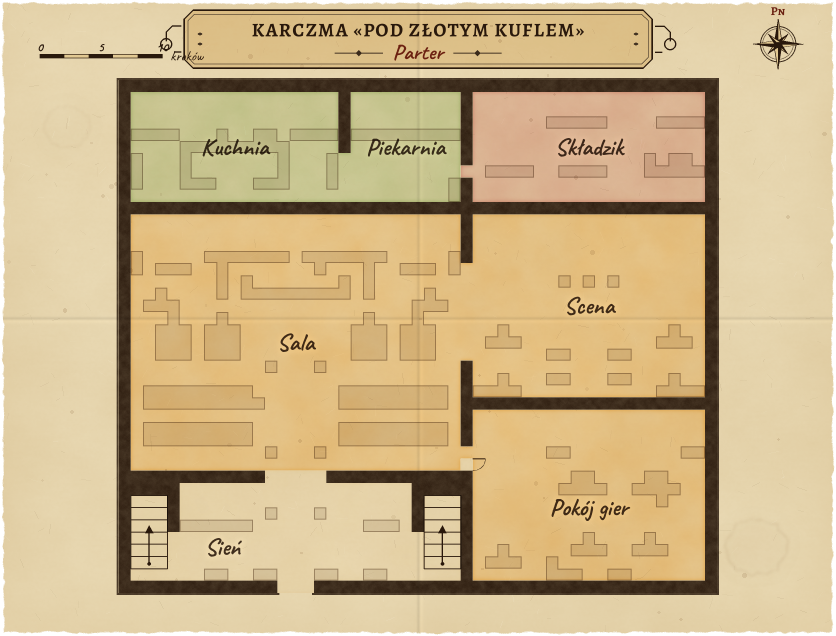 KARCZMA «POD ZŁOTYM KUFLEM»
Parter
0 5 10
kroków
PN
Kuchnia
Piekarnia
Składzik
Scena
Sala
Pokój gier
Sień